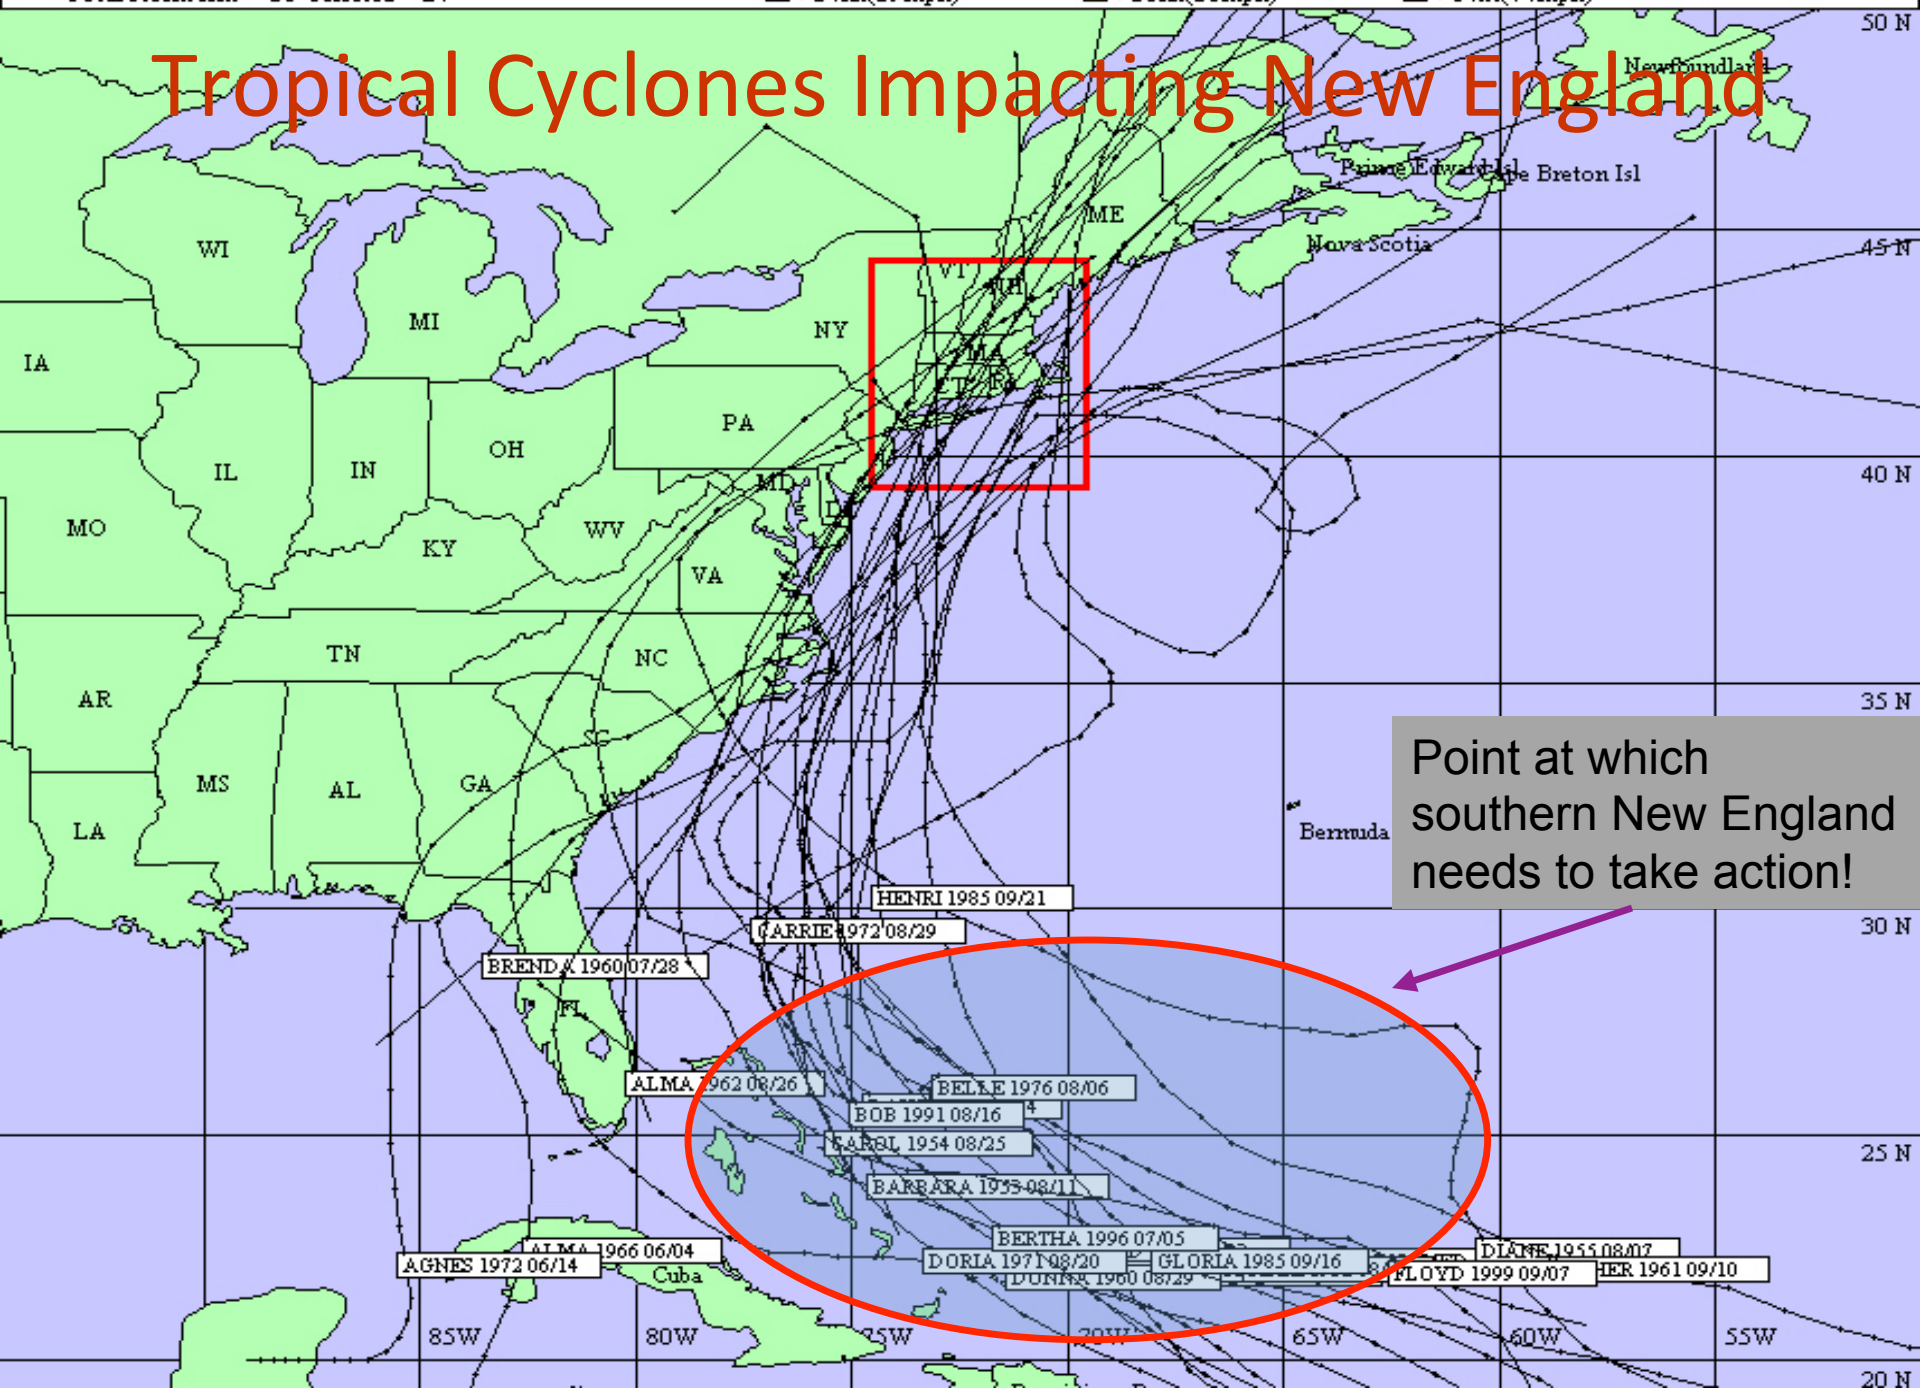 50 N
Tropical Cyclones Impacting New England
Newfoundland
Prince Edward Isl
Cape Breton Isl
ME
WI
Nova Scotia
45 N
VT
NH
MI
NY
IA
MA
RI
PA
OH
IL
IN
40 N
MD
MO
WV
KY
VA
TN
NC
AR
35 N
SC
Point at which
southern New England
needs to take action!
MS
AL
GA
LA
Bermuda
HENRI 1985 09/21
30 N
CARRIE 1972 08/29
BRENDA 1960 07/28
FL
ALMA 1962 08/26
BELLE 1976 08/06
BOB 1991 08/16
CAROL 1954 08/25
25 N
BARBARA 1953 08/11
BERTHA 1996 07/05
ALMA 1966 06/04
DIANE 1955 08/07
AGNES 1972 06/14
DORIA 1971 08/20
GLORIA 1985 09/16
FLOYD 1999 09/07
HER 1961 09/10
Cuba
DONNA 1960 08/29
85W
80W
75W
70W
65W
60W
55W
20 N